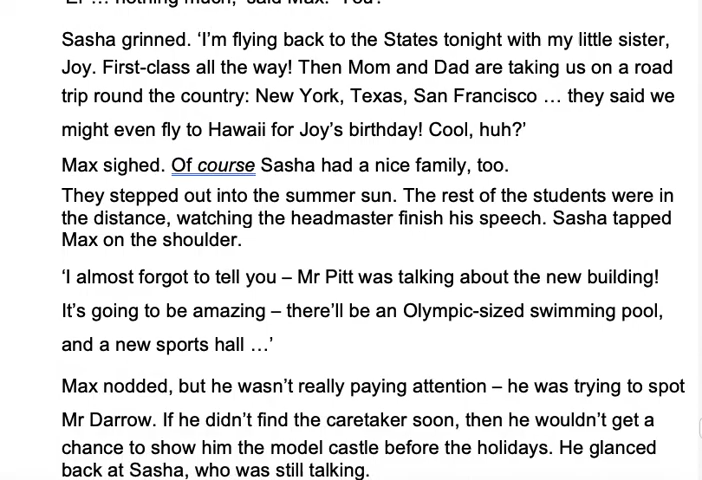 ‘Er … nothing much,’ said Max. ‘You?’
Sasha grinned. ‘I’m flying back to the States tonight with my little sister,
Joy. First-class all the way! Then Mom and Dad are taking us on a road
trip round the country: New York, Texas, San Francisco … they said we
might even fly to Hawaii for Joy’s birthday! Cool, huh?’
Max sighed. Of course Sasha had a nice family, too.
They stepped out into the summer sun. The rest of the students were in
the distance, watching the headmaster finish his speech. Sasha tapped
Max on the shoulder.
‘I almost forgot to tell you – Mr Pitt was talking about the new building!
It’s going to be amazing – there’ll be an Olympic-sized swimming pool,
and a new sports hall …’
Max nodded, but he wasn’t really paying attention – he was trying to spot
Mr Darrow. If he didn’t find the caretaker soon, then he wouldn’t get a
chance to show him the model castle before the holidays. He glanced
back at Sasha, who was still talking.